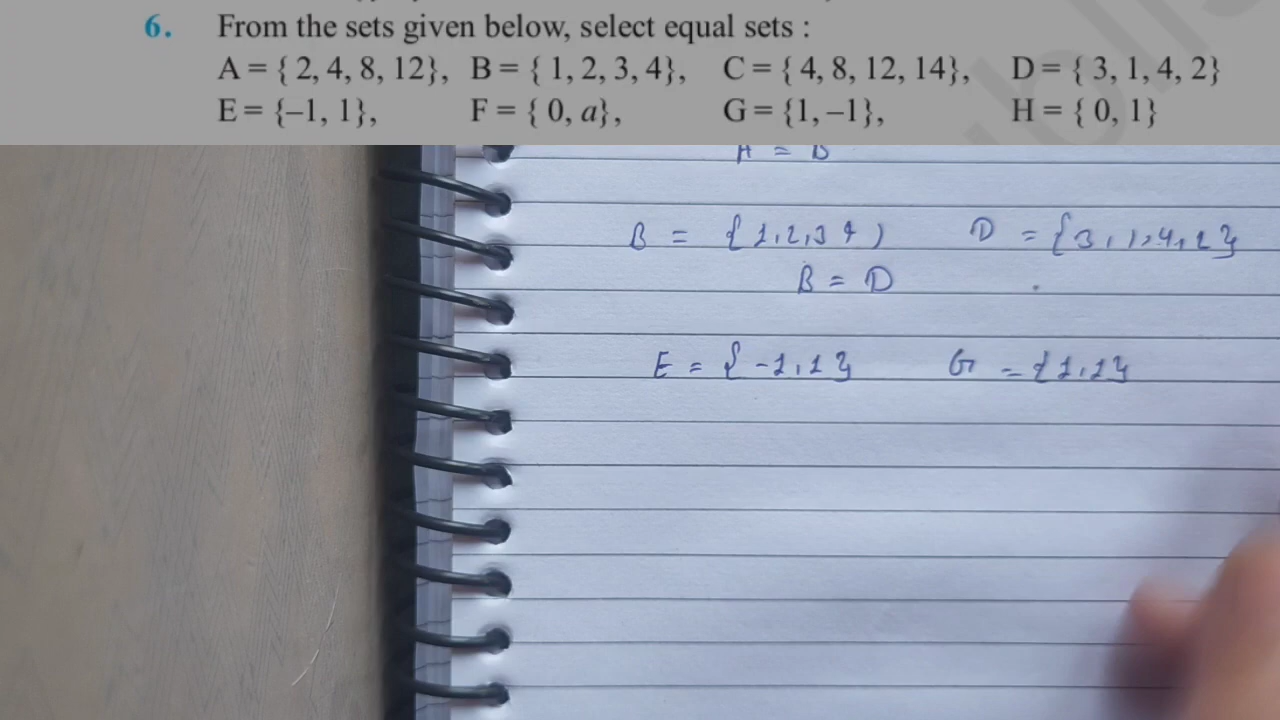 6. From the sets given below, select equal sets :
A = { 2, 4, 8, 12}, B = { 1, 2, 3, 4}, C = { 4, 8, 12, 14}, D = { 3, 1, 4, 2}
E = {–1, 1}, F = { 0, a}, G = {1, –1}, H = { 0, 1}
B = { 1,2,3 4 } D = { 3, 1, 4, 2 }
B = D
E = { -1, 1 } G = { 1, 1 }